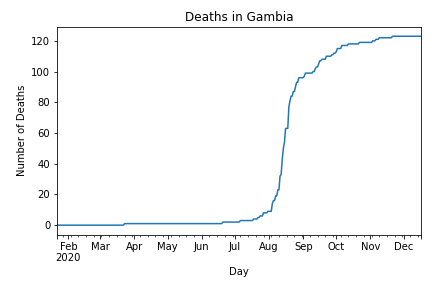 Deaths in Gambia
Number of Deaths
120
100
80
60
40
20
0
Feb Mar Apr May Jun Jul Aug Sep Oct Nov Dec
2020
Day